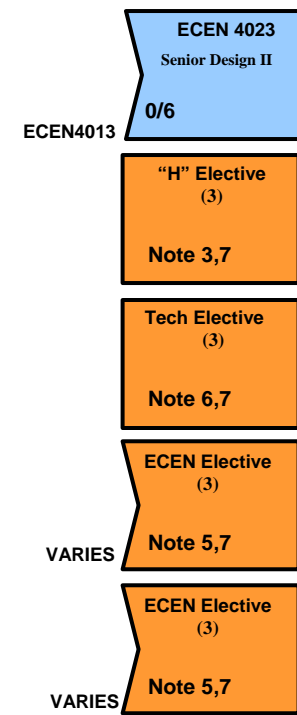 ECEN 4023
Senior Design II
0/6
ECEN4013
“H” Elective
(3)
Note 3,7
Tech Elective
(3)
Note 6,7
ECEN Elective
(3)
Note 5,7
VARIES
ECEN Elective
(3)
Note 5,7
VARIES